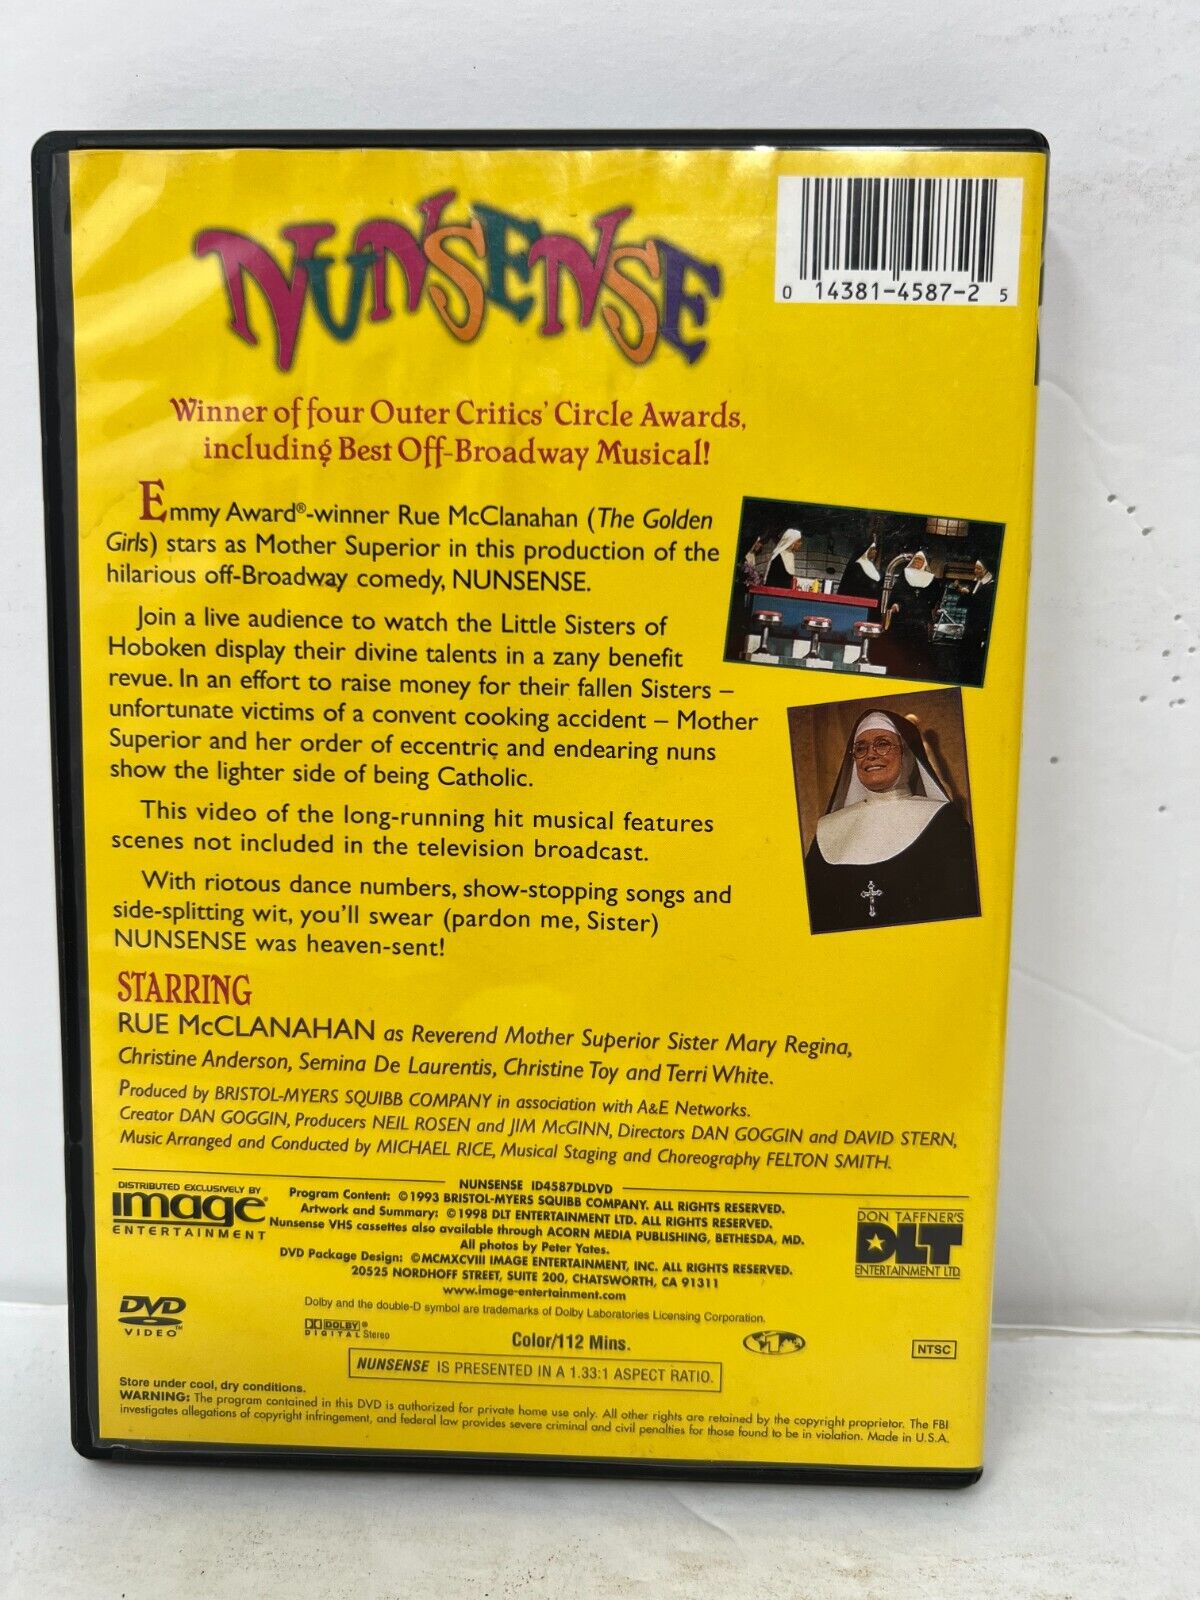 NUNSENSE
0 14381-4587-2 5
Winner of four Outer Critics' Circle Awards,
including Best Off-Broadway Musical!
Emmy Award®-winner Rue McClanahan (The Golden
Girls) stars as Mother Superior in this production of the
hilarious off-Broadway comedy, NUNSENSE.
Join a live audience to watch the Little Sisters of
Hoboken display their divine talents in a zany benefit
revue. In an effort to raise money for their fallen Sisters –
unfortunate victims of a convent cooking accident – Mother
Superior and her order of eccentric and endearing nuns
show the lighter side of being Catholic.
This video of the long-running hit musical features
scenes not included in the television broadcast.
With riotous dance numbers, show-stopping songs and
side-splitting wit, you'll swear (pardon me, Sister)
NUNSENSE was heaven-sent!
STARRING
RUE McCLANAHAN as Reverend Mother Superior Sister Mary Regina,
Christine Anderson, Semina De Laurentis, Christine Toy and Terri White.
Produced by BRISTOL-MYERS SQUIBB COMPANY in association with A&E Networks.
Creator DAN GOGGIN, Producers NEIL ROSEN and JIM McGINN, Directors DAN GOGGIN and DAVID STERN,
Music Arranged and Conducted by MICHAEL RICE, Musical Staging and Choreography FELTON SMITH.
NUNSENSE ID4587DLDVD
DISTRIBUTED EXCLUSIVELY BY
image
ENTERTAINMENT
Program Content: ©1993 BRISTOL-MYERS SQUIBB COMPANY. ALL RIGHTS RESERVED.
Artwork and Summary: ©1998 DLT ENTERTAINMENT LTD. ALL RIGHTS RESERVED.
Nunsense VHS cassettes also available through ACORN MEDIA PUBLISHING, BETHESDA, MD.
All photos by Peter Yates.
DVD Package Design: ©MCMXCVIII IMAGE ENTERTAINMENT, INC. ALL RIGHTS RESERVED.
20525 NORDHOFF STREET, SUITE 200, CHATSWORTH, CA 91311
www.image-entertainment.com
DON TAFFNER'S
DLT
ENTERTAINMENT LTD.
Dolby and the double-D symbol are trademarks of Dolby Laboratories Licensing Corporation.
DVD
VIDEO™
DOLBY®
DIGITAL Stereo
Color/112 Mins.
NTSC
NUNSENSE IS PRESENTED IN A 1.33:1 ASPECT RATIO.
Store under cool, dry conditions.
WARNING: The program contained in this DVD is authorized for private home use only. All other rights are retained by the copyright proprietor. The FBI
investigates allegations of copyright infringement, and federal law provides severe criminal and civil penalties for those found to be in violation. Made in U.S.A.